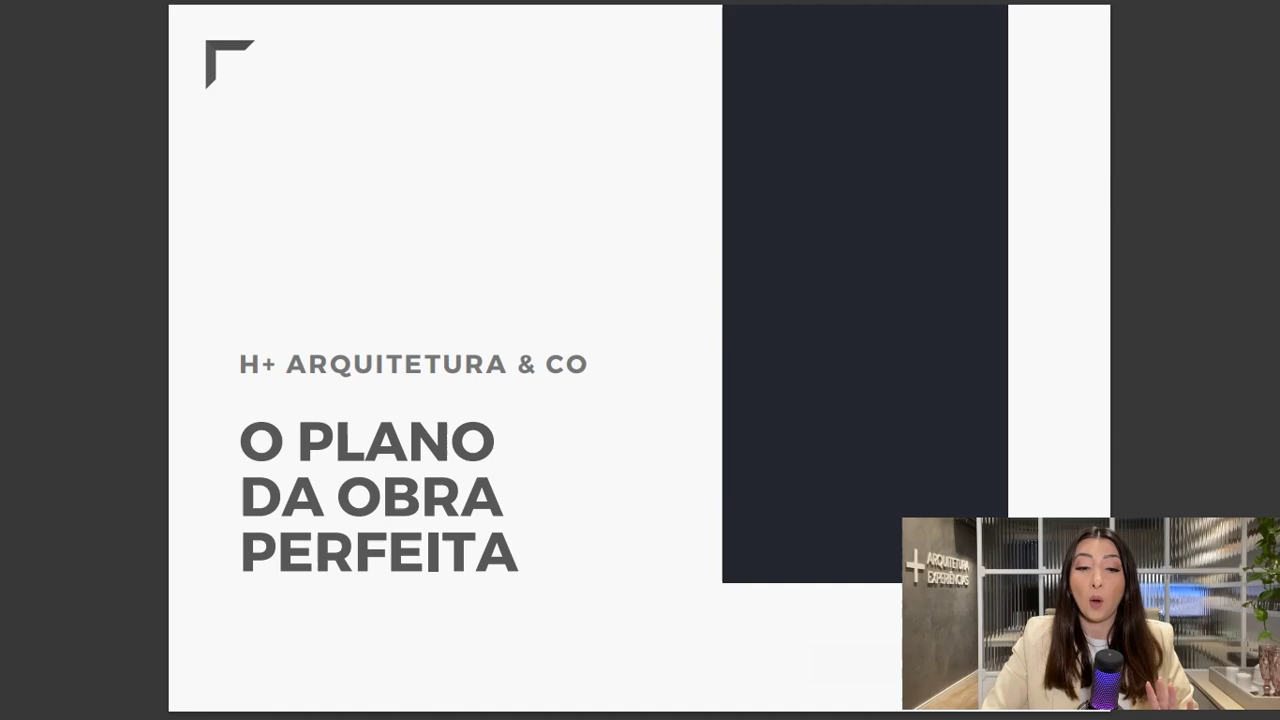 H+ ARQUITETURA & CO
O PLANO
DA OBRA
PERFEITA
ARQUITETURA
EXPERIÊNCIAS